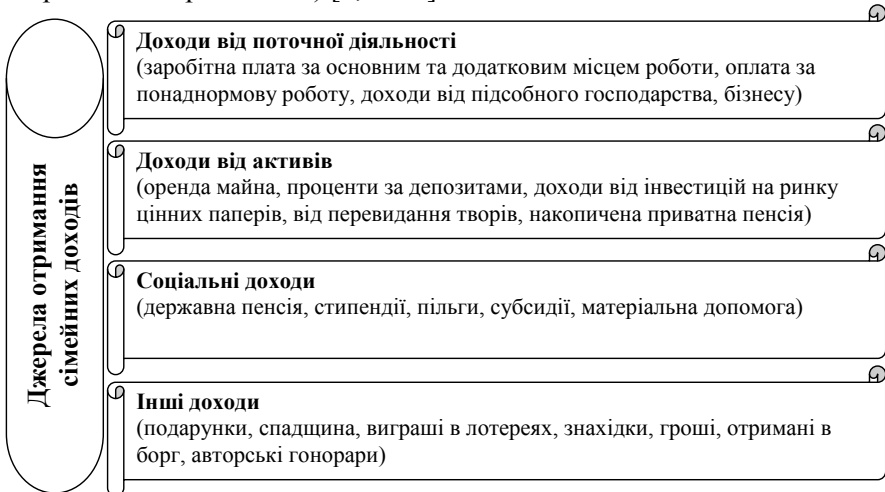 Джерела отримання
сімейних доходів
Доходи від поточної діяльності
(заробітна плата за основним та додатковим місцем роботи, оплата за
понаднормову роботу, доходи від підсобного господарства, бізнесу)
Доходи від активів
(оренда майна, проценти за депозитами, доходи від інвестицій на ринку
цінних паперів, від перевидання творів, накопичена приватна пенсія)
Соціальні доходи
(державна пенсія, стипендії, пільги, субсидії, матеріальна допомога)
Інші доходи
(подарунки, спадщина, виграші в лотереях, знахідки, гроші, отримані в
борг, авторські гонорари)